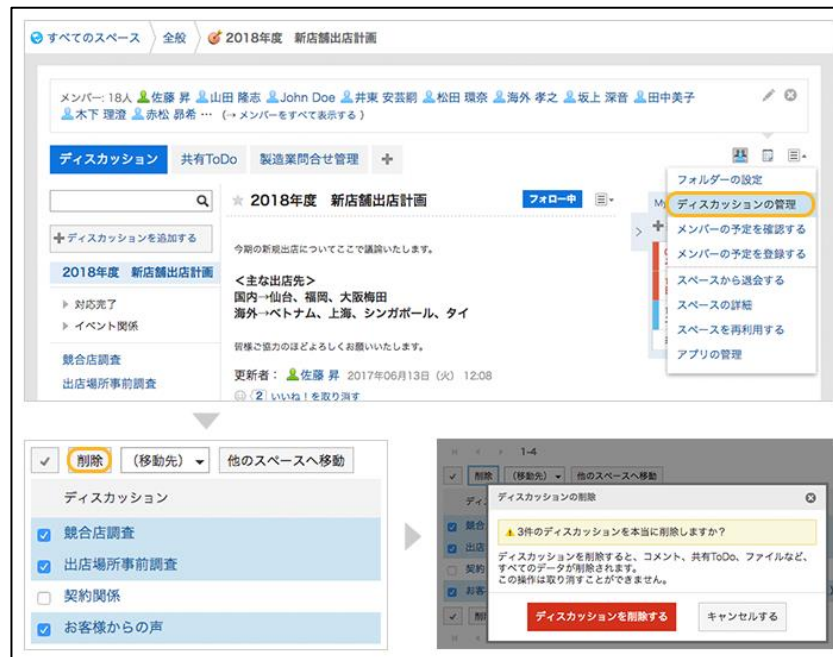 すべてのスペース 全般 2018年度 新店舗出店計画
メンバー: 18人 佐藤 昇 山田 隆志 John Doe 井東 安芸嗣 松田 環奈 海外 孝之 坂上 深音 田中美子
木下 理澄 赤松 昴希 … (→ メンバーをすべて表示する )
ディスカッション 共有ToDo 製造業問合せ管理
フォルダーの設定
ディスカッションの管理
メンバーの予定を確認する
メンバーの予定を登録する
スペースから退会する
スペースの詳細
スペースを再利用する
アプリの管理
ディスカッションを追加する
2018年度 新店舗出店計画
対応完了
イベント関係
競合店調査
出店場所事前調査
2018年度 新店舗出店計画 フォロー中
My
今期の新規出店についてここで議論いたします。
<主な出店先>
国内→仙台、福岡、大阪梅田
海外→ベトナム、上海、シンガポール、タイ
皆様ご協力のほどよろしくお願いいたします。
更新者: 佐藤 昇 2017年06月13日(火) 12:08
2 いいね!を取り消す
削除 (移動先) 他のスペースへ移動
ディスカッション
競合店調査
出店場所事前調査
契約関係
お客様からの声
1-4
削除 (移動先) 他のスペースへ移動
ディスカッションの削除
3件のディスカッションを本当に削除しますか?
ディスカッションを削除すると、コメント、共有ToDo、ファイルなど、
すべてのデータが削除されます。
この操作は取り消すことができません。
ディスカッションを削除する キャンセルする
競合
出店
契約
お客